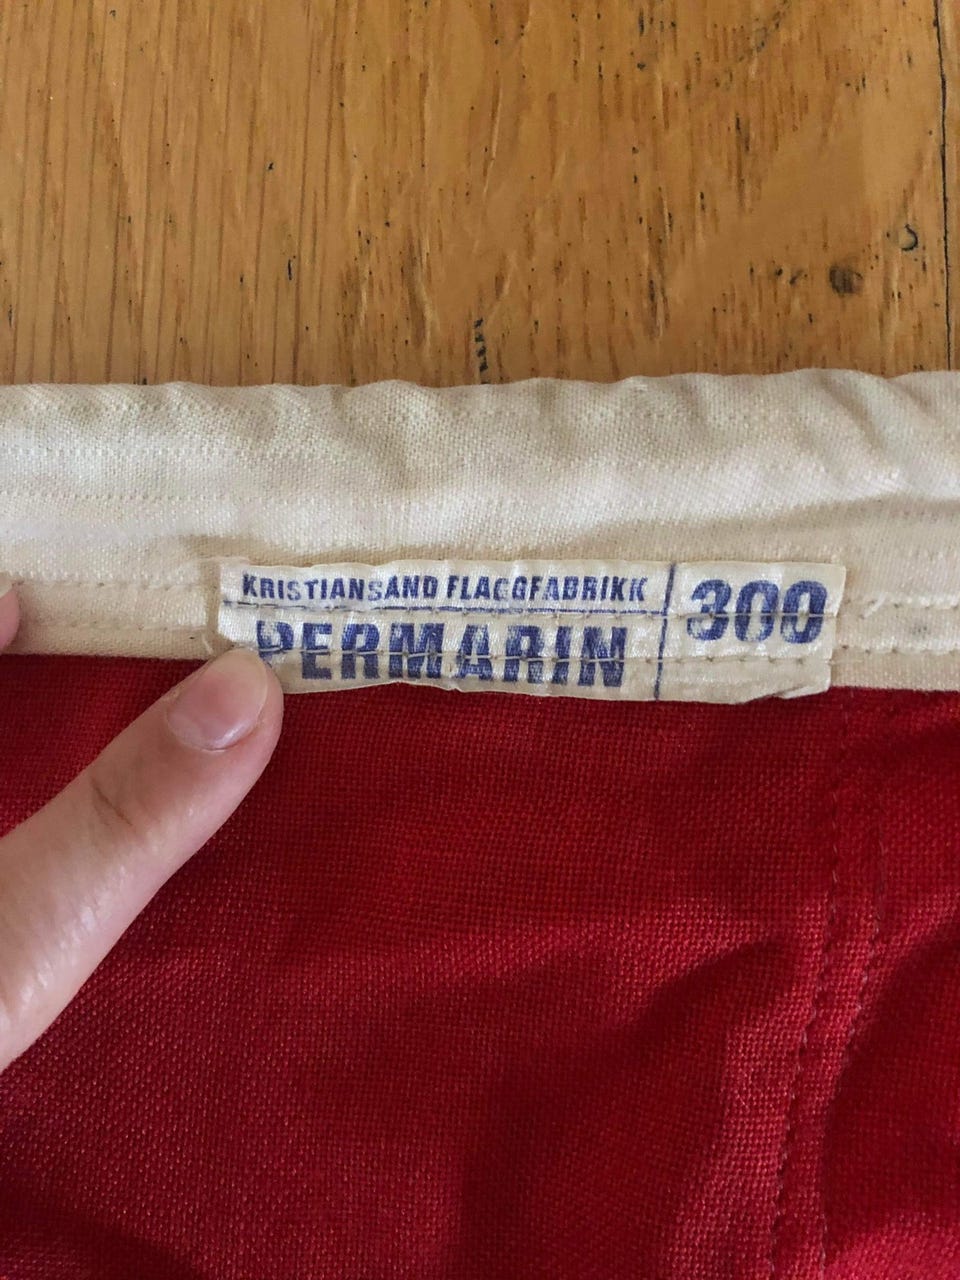 KRISTIANSAND FLAGGFABRIKK
PERMARIN
300